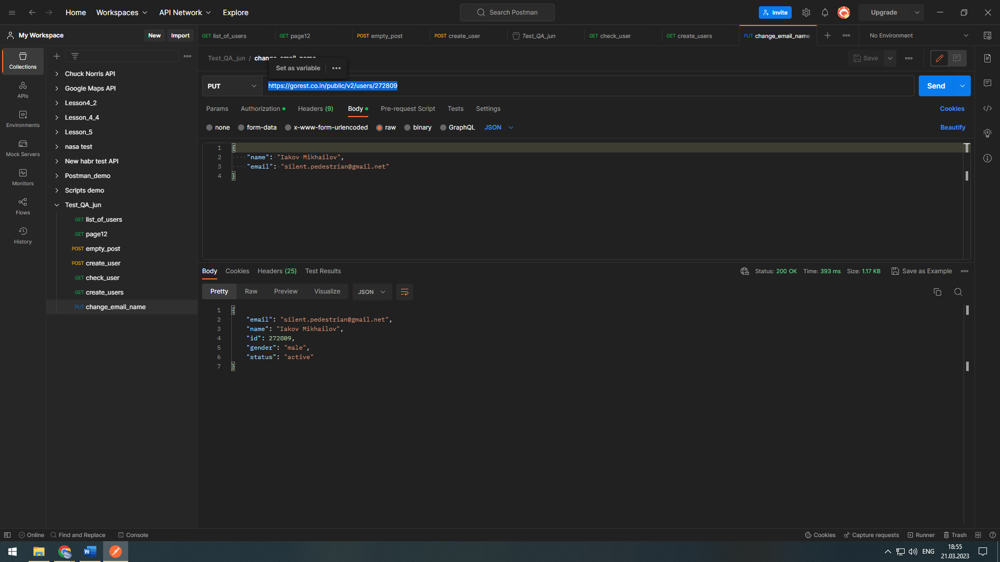 Home Workspaces API Network Explore Search Postman Invite Upgrade
My Workspace New Import GET list_of_users GET page12 POST empty_post POST create_user Test_QA_jun GET check_user GET create_users PUT change_email_name No Environment
Collections
APIs
Environments
Mock Servers
Monitors
Flows
History
Chuck Norris API
Google Maps API
Lesson4_2
Lesson_4_4
Lesson_5
nasa test
New habr test API
Postman_demo
Scripts demo
Test_QA_jun
GET list_of_users
GET page12
POST empty_post
POST create_user
GET check_user
GET create_users
PUT change_email_name
Test_QA_jun / change_email_name Save
Set as variable
PUT https://gorest.co.in/public/v2/users/272809 Send
Params Authorization Headers (9) Body Pre-request Script Tests Settings Cookies
none form-data x-www-form-urlencoded raw binary GraphQL JSON Beautify
1 {
2 "name": "Iakov Mikhailov",
3 "email": "silent.pedestrian@gmail.net"
4 }
Body Cookies Headers (25) Test Results Status: 200 OK Time: 393 ms Size: 1.17 KB Save as Example
Pretty Raw Preview Visualize JSON
1 {
2 "email": "silent.pedestrian@gmail.net",
3 "name": "Iakov Mikhailov",
4 "id": 272809,
5 "gender": "male",
6 "status": "active"
7 }
Online Find and Replace Console Cookies Capture requests Runner Trash
W ENG 18:55
21.03.2023